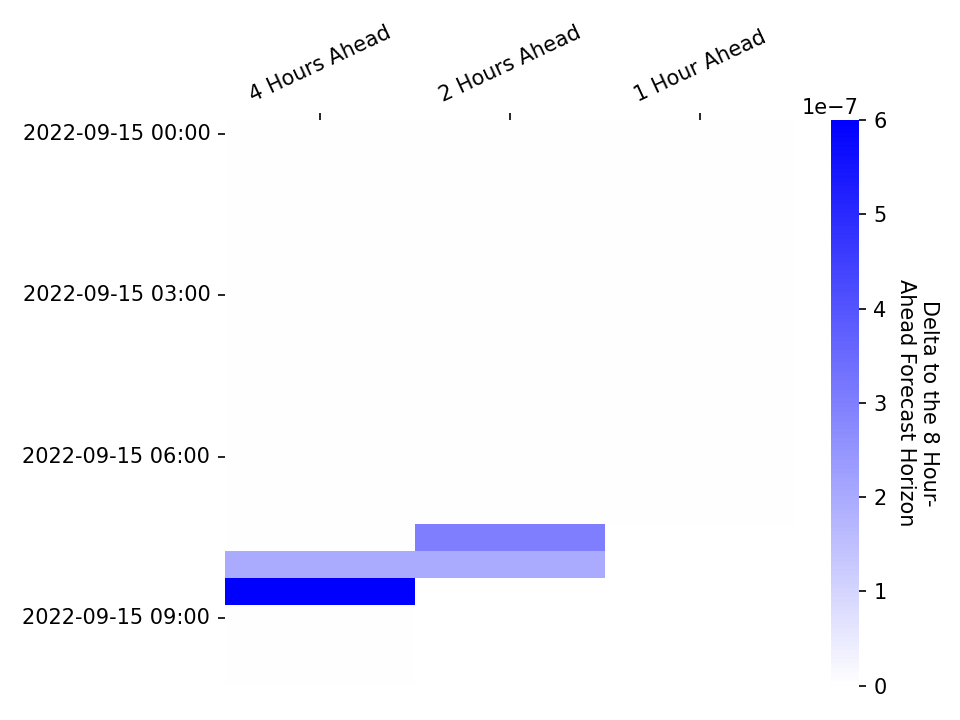 4 Hours Ahead
2 Hours Ahead
1 Hour Ahead
2022-09-15 00:00
2022-09-15 03:00
2022-09-15 06:00
2022-09-15 09:00
1e−7
6
5
4
3
2
1
0
Delta to the 8 Hour-
Ahead Forecast Horizon